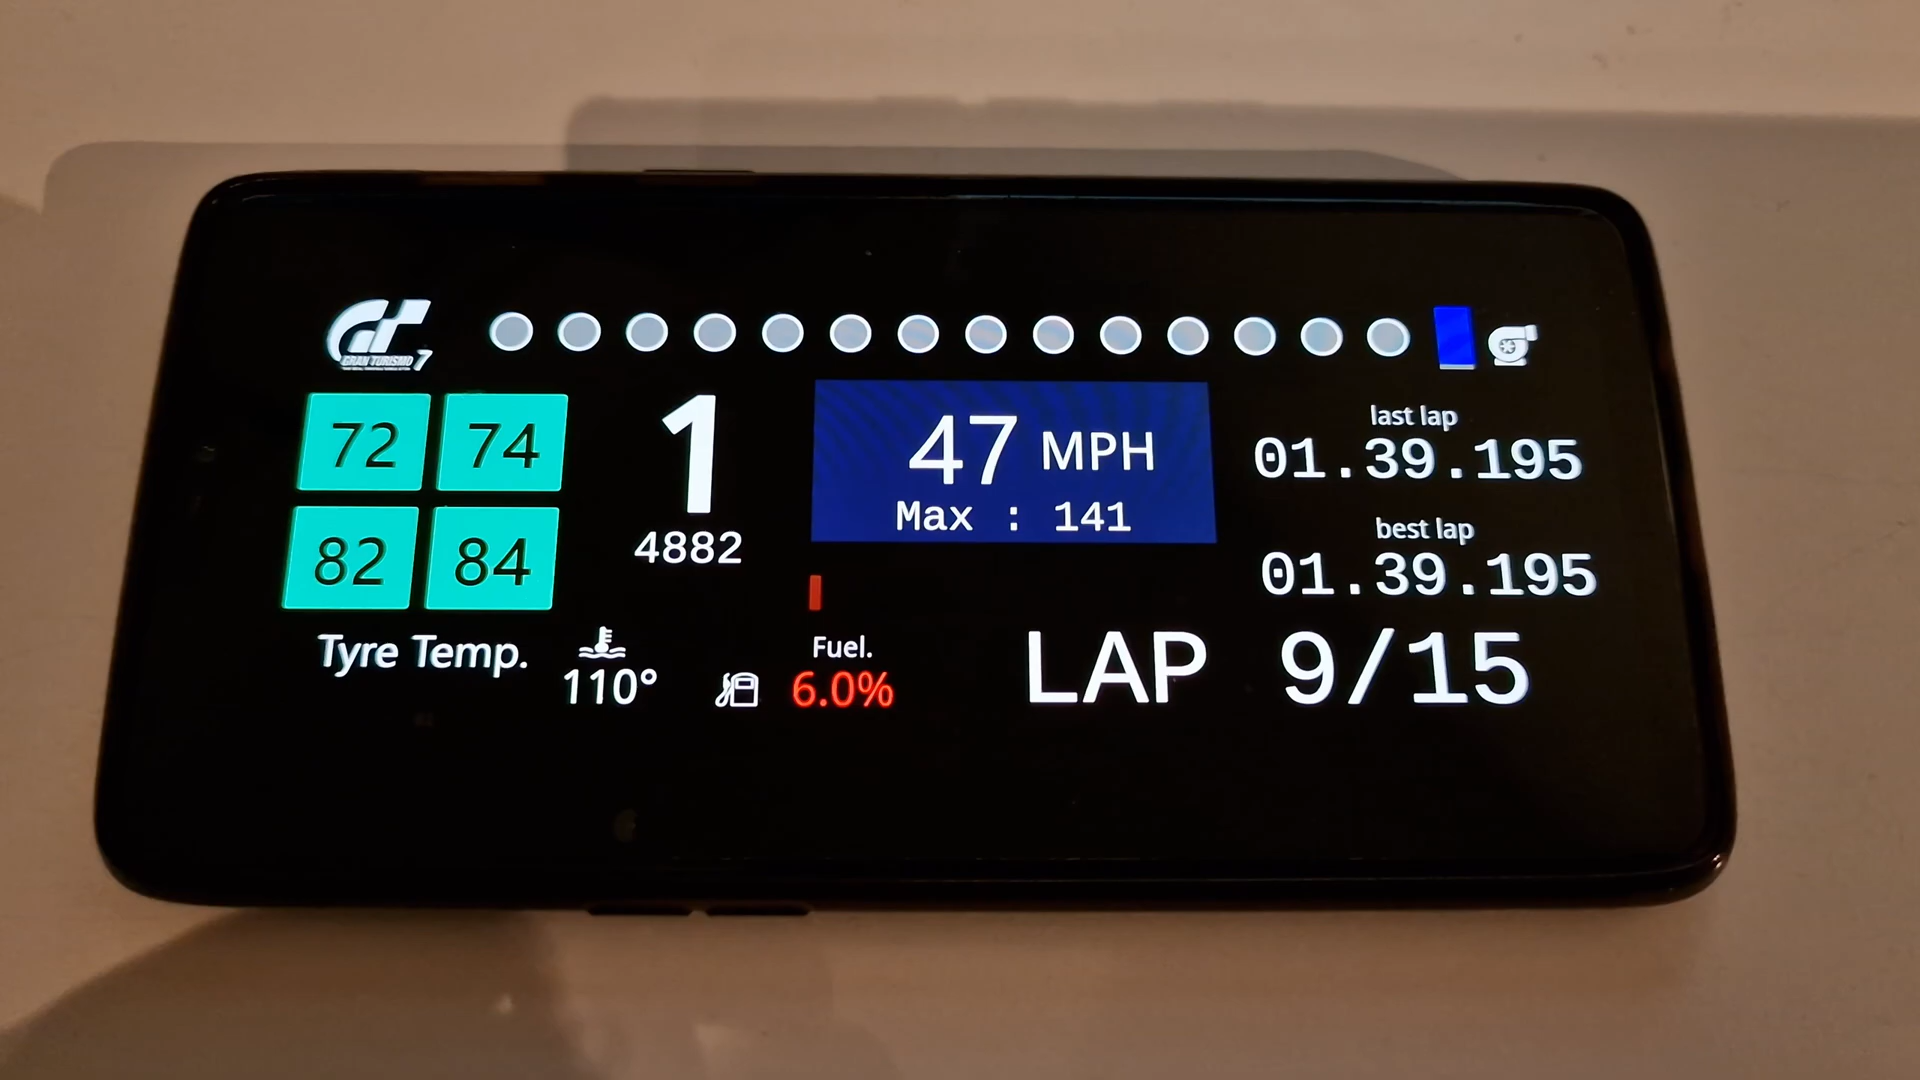 GRAN TURISMO 7
72 74
82 84
Tyre Temp.
1
4882
110°
47 MPH
Max : 141
Fuel.
6.0%
last lap
01.39.195
best lap
01.39.195
LAP 9/15